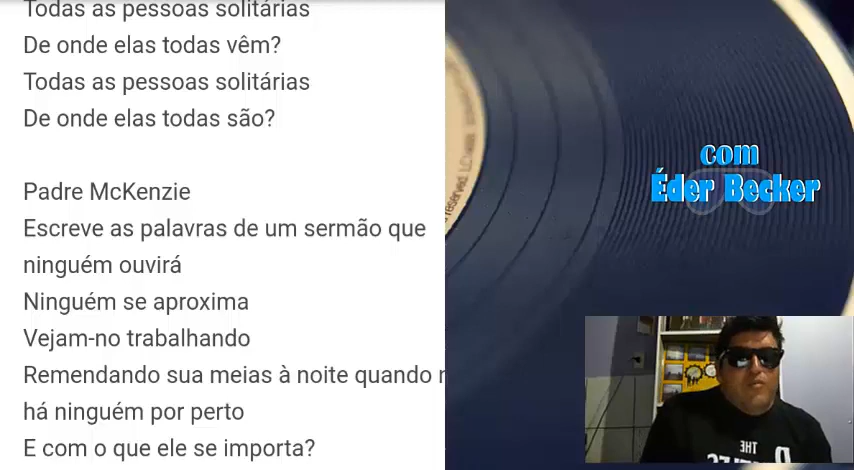 Todas as pessoas solitárias
De onde elas todas vêm?
Todas as pessoas solitárias
De onde elas todas são?
Padre McKenzie
Escreve as palavras de um sermão que
ninguém ouvirá
Ninguém se aproxima
Vejam-no trabalhando
Remendando sua meias à noite quando
há ninguém por perto
E com o que ele se importa?
com
Éder Becker
reserved.
THE